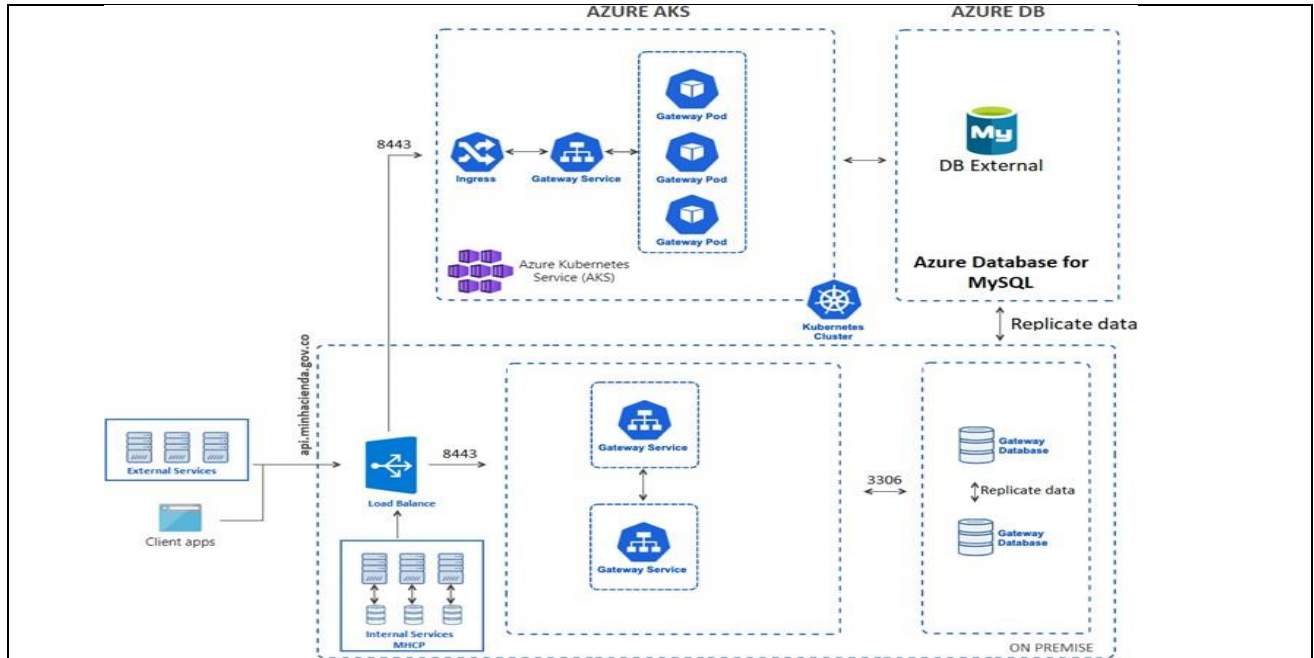 AZURE AKS
AZURE DB
Gateway Pod
Gateway Pod
Gateway Pod
8443
Ingress
Gateway Service
Azure Kubernetes
Service (AKS)
Kubernetes
Cluster
My
DB External
Azure Database for
MySQL
Replicate data
api.minhacienda.gov.co
External Services
Client apps
Load Balance
8443
Internal Services
MHCP
Gateway Service
Gateway Service
3306
Gateway
Database
Replicate data
Gateway
Database
ON PREMISE